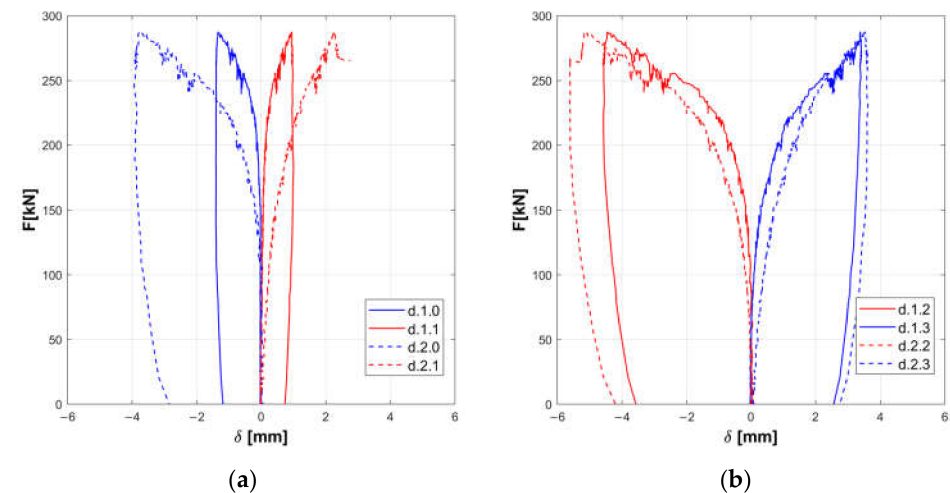 300
250
200
150
100
50
0
F[kN]
−6 −4 −2 0 2 4 6
δ [mm]
d.1.0
d.1.1
d.2.0
d.2.1
(a)
300
250
200
150
100
50
0
F[kN]
−6 −4 −2 0 2 4 6
δ [mm]
d.1.2
d.1.3
d.2.2
d.2.3
(b)